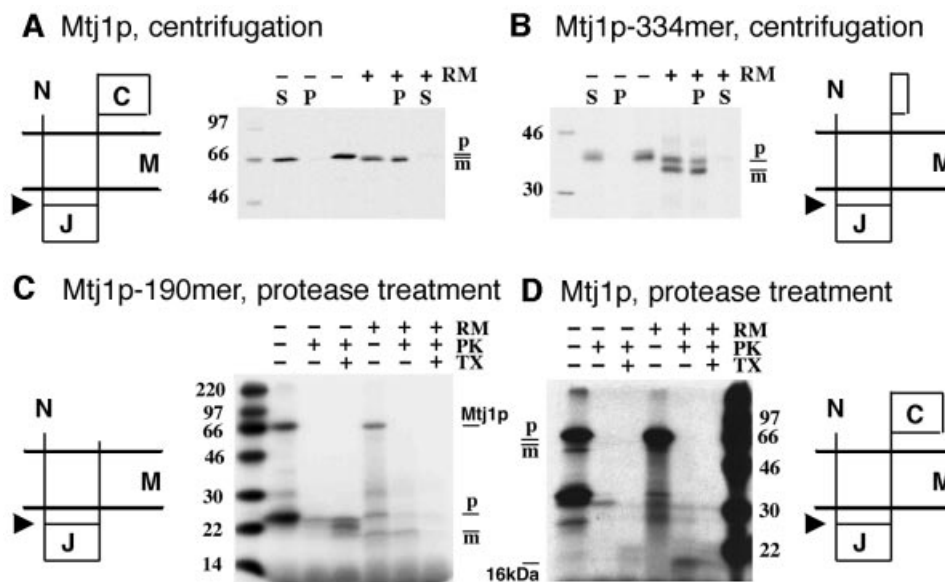 A Mtj1p, centrifugation
N
C
M
J
– – – + + + RM
S P P S
97
66
46
p
m
B Mtj1p-334mer, centrifugation
– – – + + + RM
S P P S
46
30
p
m
N
M
J
C Mtj1p-190mer, protease treatment
– – – + + + RM
– + + – + + PK
– – + – – + TX
N
M
J
220
97
66
46
30
22
14
Mtj1p
p
m
D Mtj1p, protease treatment
– – – + + + RM
– + + – + + PK
– – + – – + TX
p
m
16kDa
97
66
46
30
22
N
C
M
J